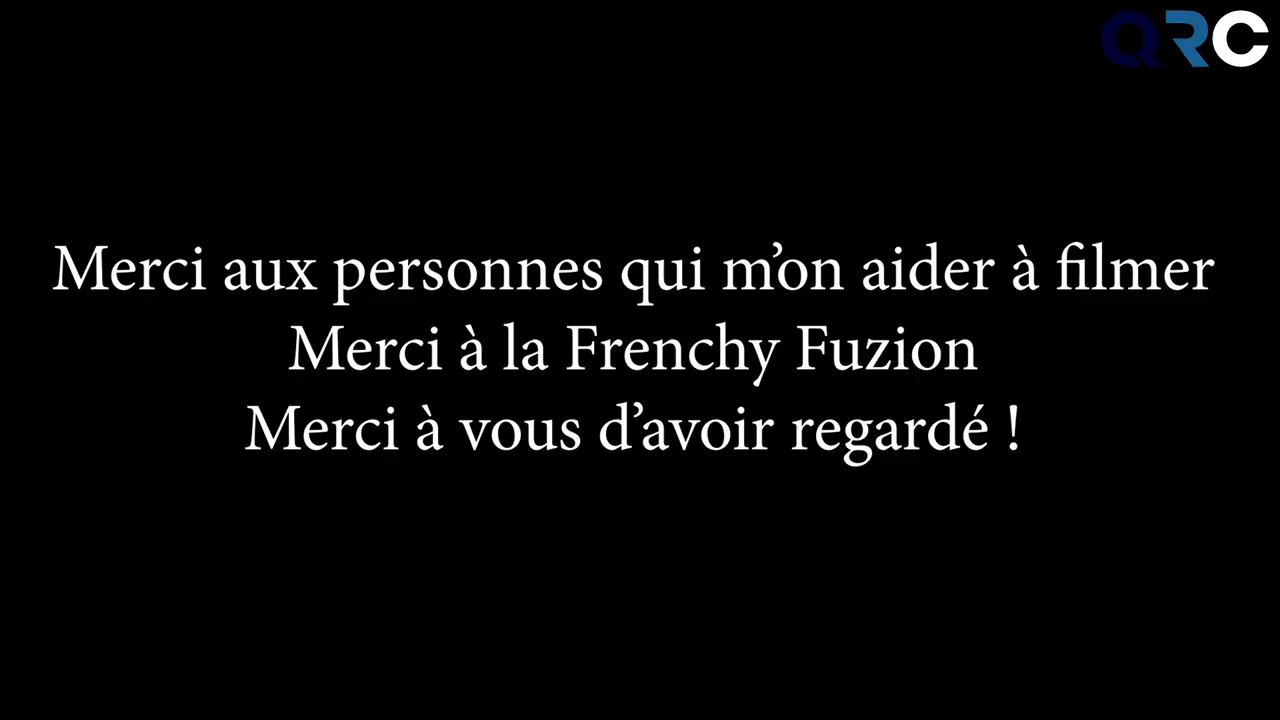 QRC
Merci aux personnes qui m’on aider à filmer
Merci à la Frenchy Fuzion
Merci à vous d’avoir regardé !